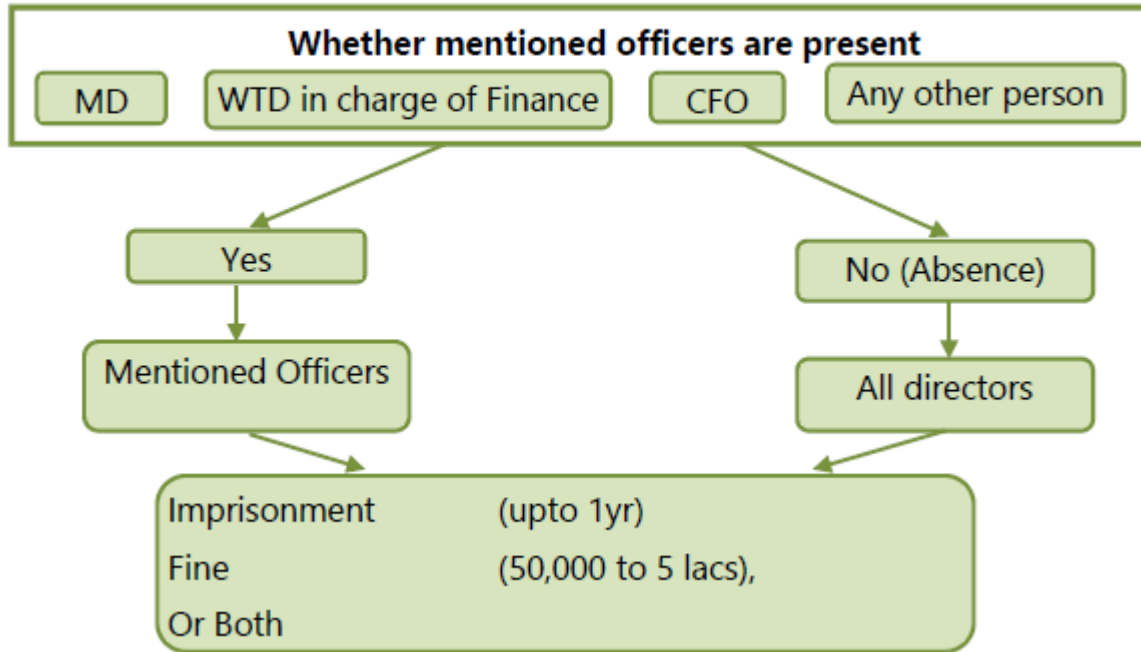 Whether mentioned officers are present
MD
WTD in charge of Finance
CFO
Any other person
Yes
No (Absence)
Mentioned Officers
All directors
Imprisonment (upto 1yr)
Fine (50,000 to 5 lacs),
Or Both